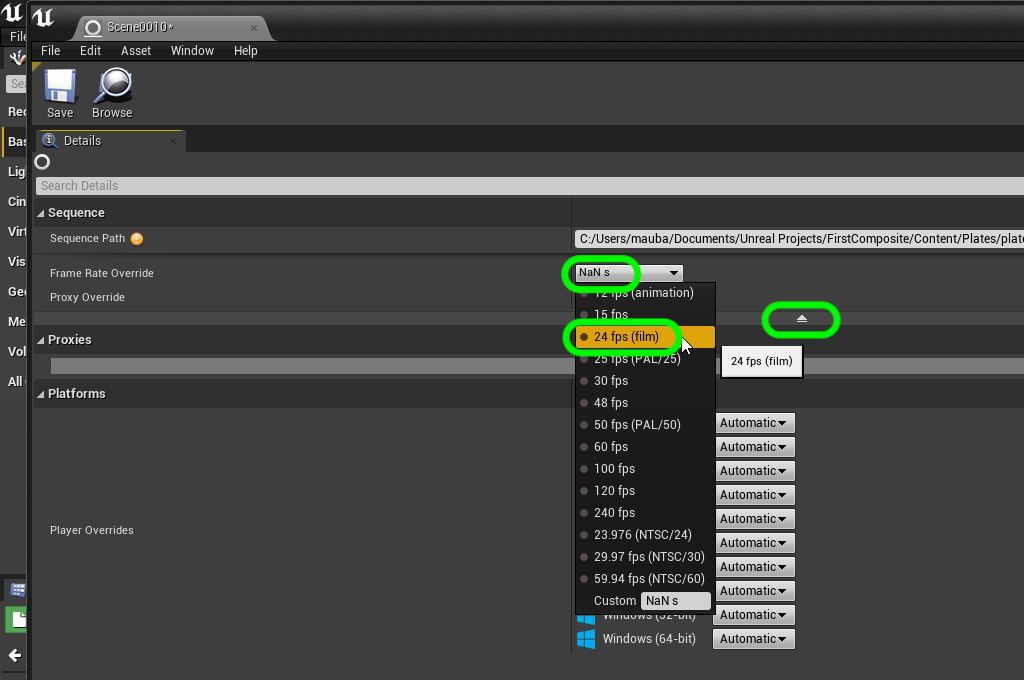 Scene0010*
File
File Edit Asset Window Help
Save Browse
Details
Search Details
Sequence
Sequence Path C:/Users/mauba/Documents/Unreal Projects/FirstComposite/Content/Plates/plate
Frame Rate Override NaN s
Proxy Override
12 fps (animation)
15 fps
24 fps (film)
25 fps (PAL/25)
30 fps
48 fps
50 fps (PAL/50)
60 fps
100 fps
120 fps
240 fps
23.976 (NTSC/24)
29.97 fps (NTSC/30)
59.94 fps (NTSC/60)
Custom NaN s
24 fps (film)
Proxies
Platforms
Player Overrides
Automatic
Automatic
Automatic
Automatic
Automatic
Automatic
Automatic
Automatic
Windows (32-bit) Automatic
Windows (64-bit) Automatic
Sea
Rec
Bas
Lig
Cin
Virt
Vis
Geo
Me
Vol
All